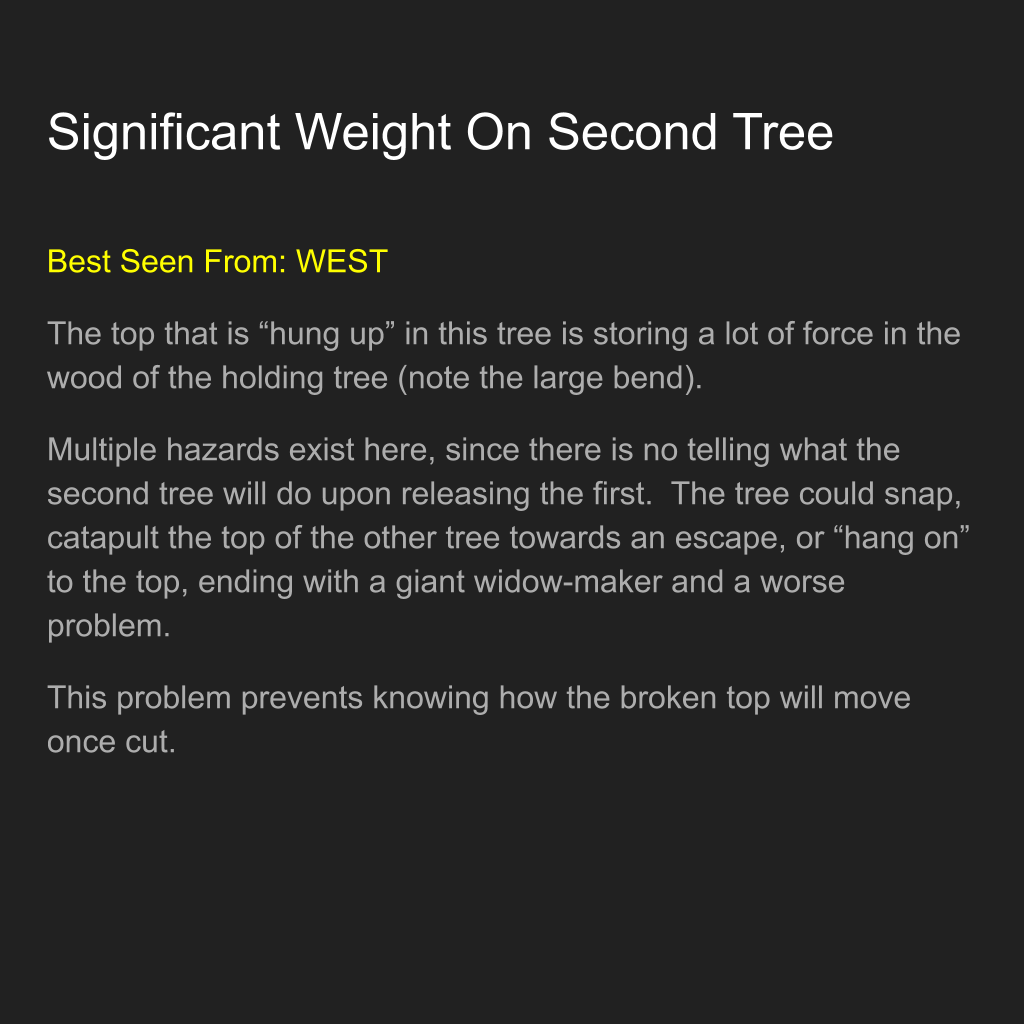 Significant Weight On Second Tree
Best Seen From: WEST
The top that is “hung up” in this tree is storing a lot of force in the
wood of the holding tree (note the large bend).
Multiple hazards exist here, since there is no telling what the
second tree will do upon releasing the first.  The tree could snap,
catapult the top of the other tree towards an escape, or “hang on”
to the top, ending with a giant widow-maker and a worse
problem.
This problem prevents knowing how the broken top will move
once cut.